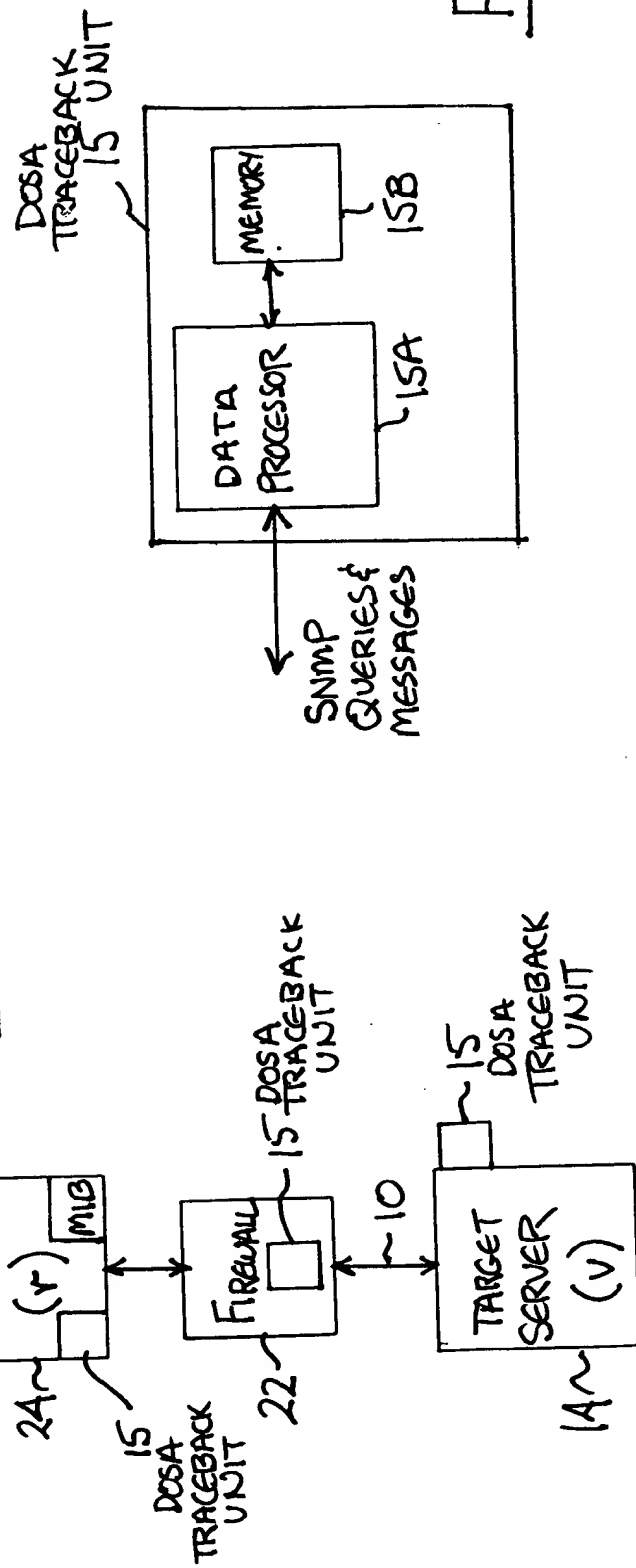 24
(r)
MIB
15
DOSA
TRACEBACK
UNIT
FIREWALL
22
15 DOSA
TRACEBACK
UNIT
10
TARGET
SERVER
(V)
14
15
DOSA
TRACEBACK
UNIT
DOSA
TRACEBACK
15 UNIT
DATA
PROCESSOR
15A
MEMORY
15B
SNMP
QUERIES &
MESSAGES